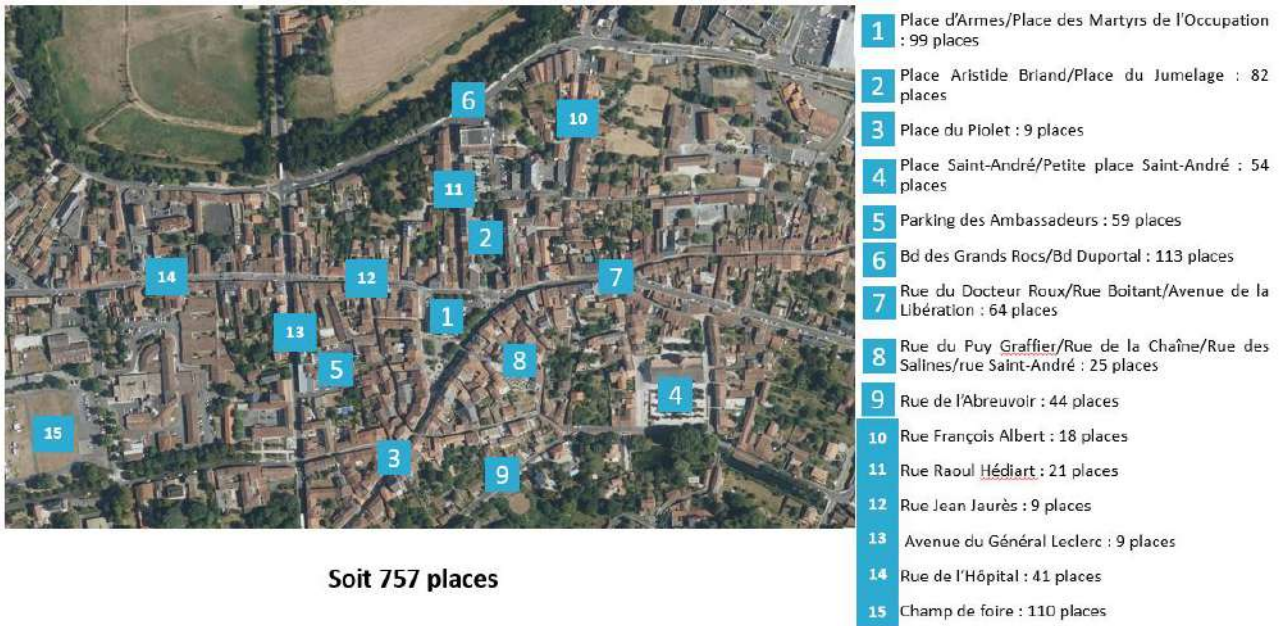 6
10
11
2
14
12
7
1
13
8
5
4
15
3
9
Soit 757 places
1 Place d'Armes/Place des Martyrs de l'Occupation
: 99 places
2 Place Aristide Briand/Place du Jumelage : 82
places
3 Place du Piolet : 9 places
4 Place Saint-André/Petite place Saint-André : 54
places
5 Parking des Ambassadeurs : 59 places
6 Bd des Grands Rocs/Bd Duportal : 113 places
7 Rue du Docteur Roux/Rue Boitant/Avenue de la
Libération : 64 places
8 Rue du Puy Graffier/Rue de la Chaîne/Rue des
Salines/rue Saint-André : 25 places
9 Rue de l'Abreuvoir : 44 places
10 Rue François Albert : 18 places
11 Rue Raoul Hédiart : 21 places
12 Rue Jean Jaurès : 9 places
13 Avenue du Général Leclerc : 9 places
14 Rue de l'Hôpital : 41 places
15 Champ de foire : 110 places